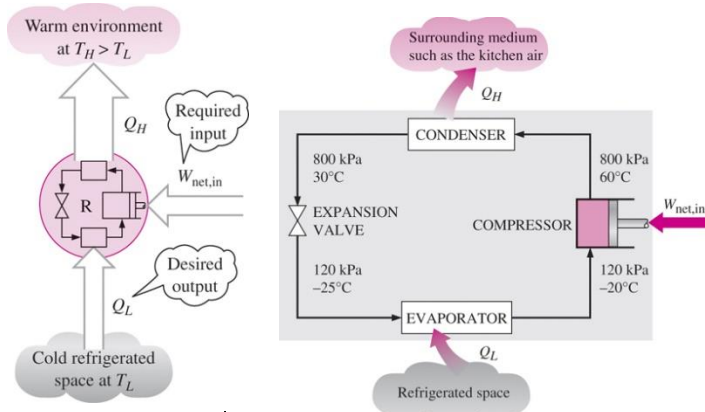 Warm environment
at T_H > T_L
Q_H
Required
input
W_net,in
R
Desired
output
Q_L
Cold refrigerated
space at T_L
Surrounding medium
such as the kitchen air
Q_H
CONDENSER
800 kPa
30°C
800 kPa
60°C
EXPANSION
VALVE
COMPRESSOR
W_net,in
120 kPa
–25°C
120 kPa
–20°C
EVAPORATOR
Q_L
Refrigerated space